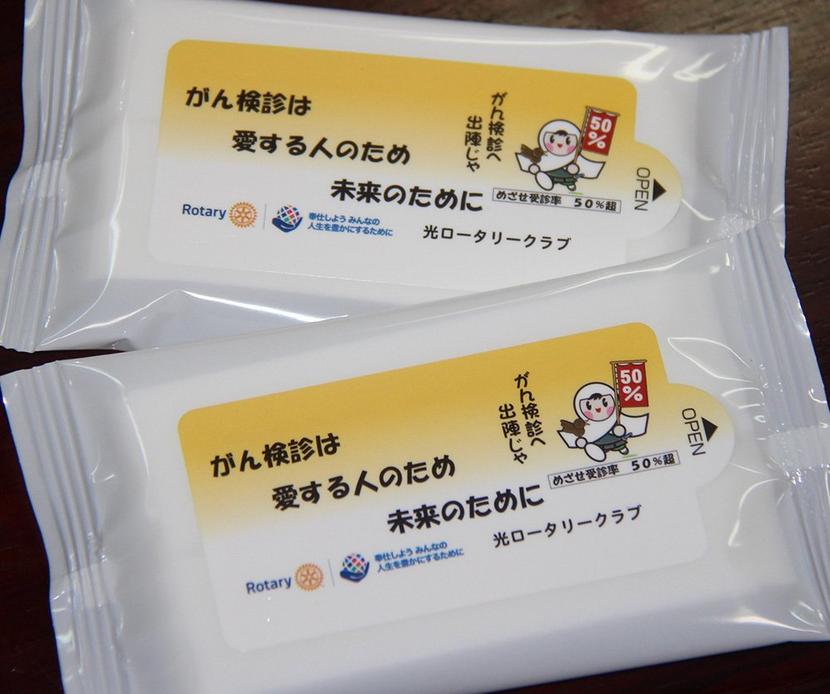 がん検診は
愛する人のため
未来のために
がん検診へ
出陣じゃ
50%
めざせ受診率 50%超
OPEN
Rotary
奉仕しよう みんなの
人生を豊かにするために
光ロータリークラブ
がん検診は
愛する人のため
未来のために
がん検診へ
出陣じゃ
50%
めざせ受診率 50%超
OPEN
Rotary
奉仕しよう みんなの
人生を豊かにするために
光ロータリークラブ